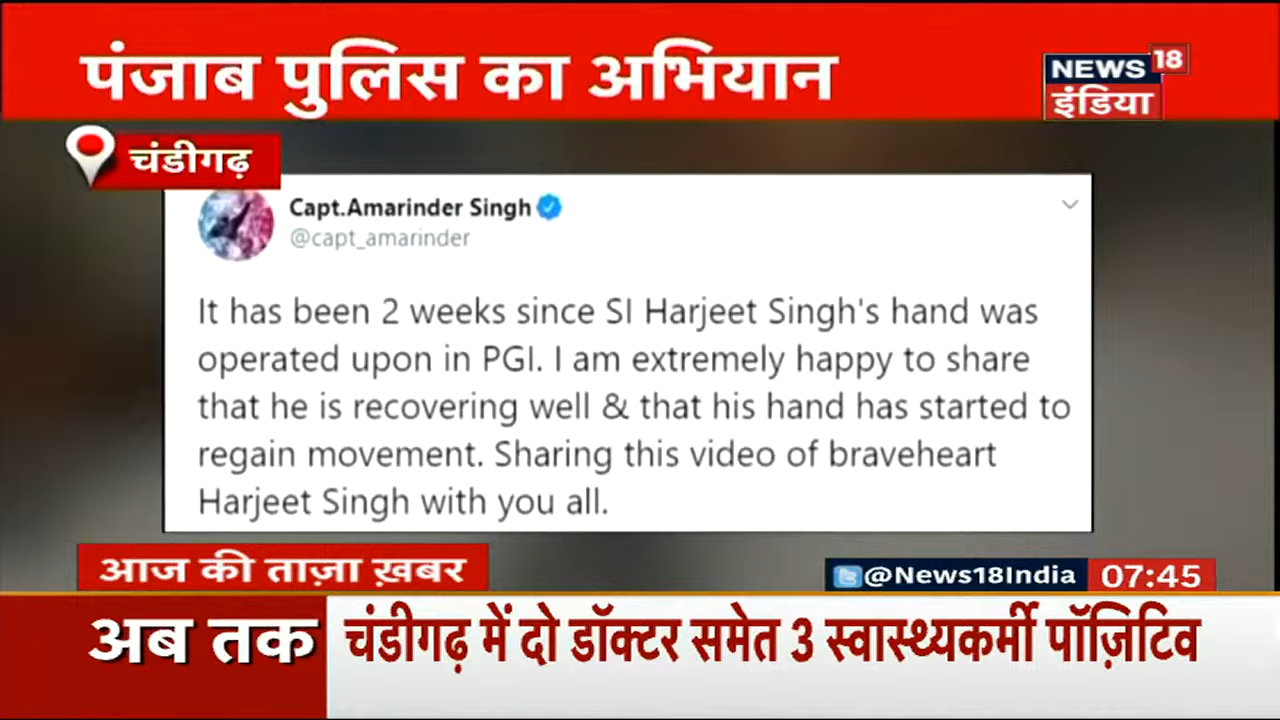 पंजाब पुलिस का अभियान
NEWS 18
इंडिया
चंडीगढ़
Capt.Amarinder Singh
@capt_amarinder
It has been 2 weeks since SI Harjeet Singh's hand was
operated upon in PGI. I am extremely happy to share
that he is recovering well & that his hand has started to
regain movement. Sharing this video of braveheart
Harjeet Singh with you all.
आज की ताज़ा ख़बर
@News18India 07:45
अब तक चंडीगढ़ में दो डॉक्टर समेत 3 स्वास्थ्यकर्मी पॉज़िटिव